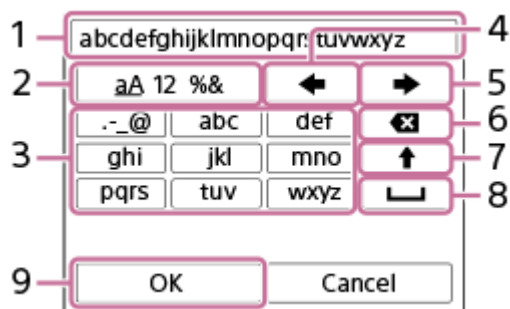 1 abcdefghijklmnopqrstuvwxyz 4
2 aA 12 %& 5
.-_@ abc def 6
3 ghi jkl mno 7
pqrs tuv wxyz 8
9 OK Cancel